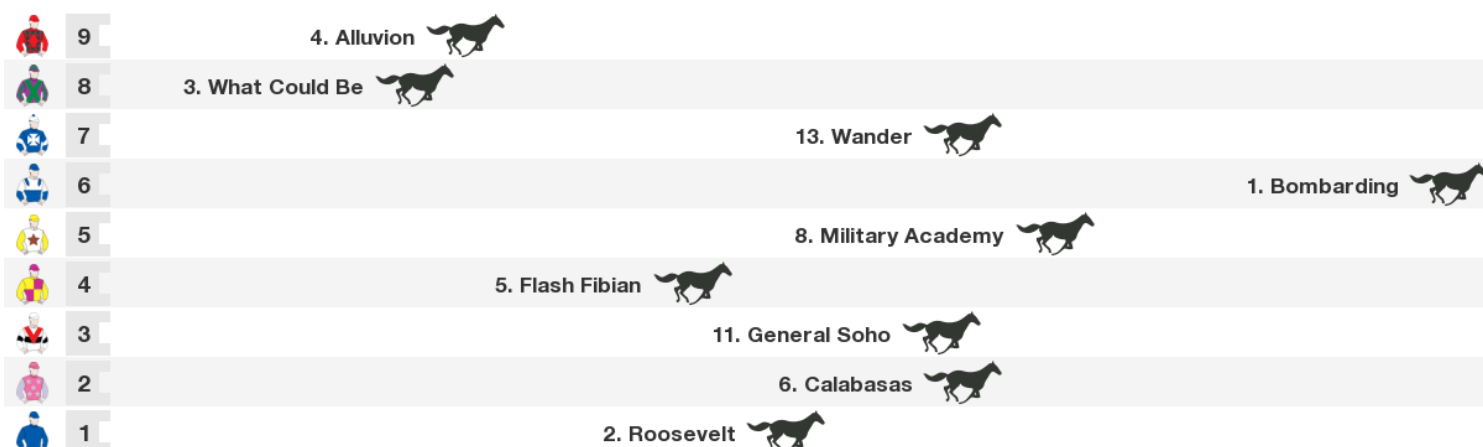 9 4. Alluvion
8 3. What Could Be
7 13. Wander
6 1. Bombarding
5 8. Military Academy
4 5. Flash Fibian
3 11. General Soho
2 6. Calabasas
1 2. Roosevelt